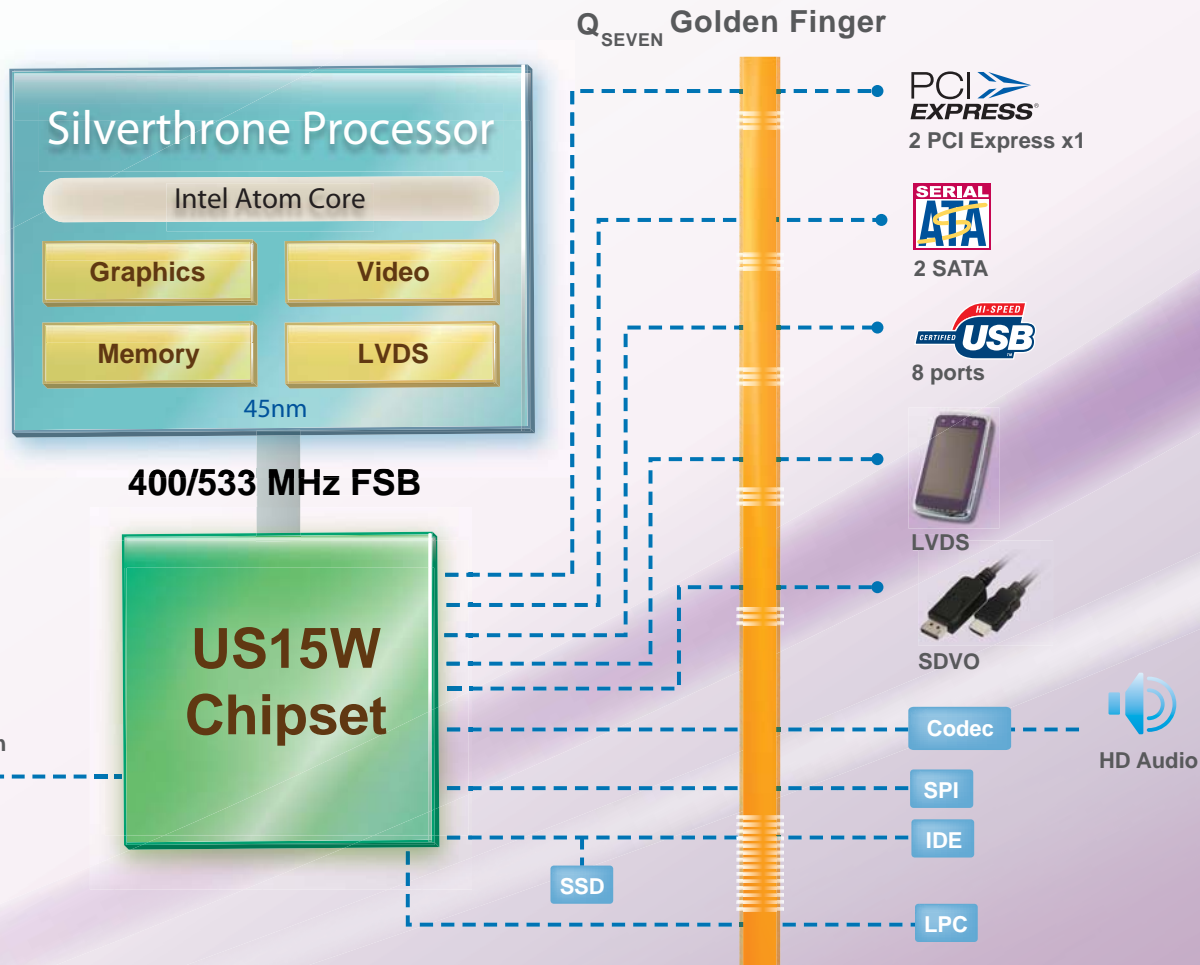 Q SEVEN Golden Finger
Silverthrone Processor
Intel Atom Core
Graphics
Video
Memory
LVDS
45nm
400/533 MHz FSB
US15W
Chipset
PCI
EXPRESS®
2 PCI Express x1
SERIAL
ATA
2 SATA
HI-SPEED
CERTIFIED USB
TM
8 ports
LVDS
SDVO
Codec
HD Audio
SPI
IDE
SSD
LPC